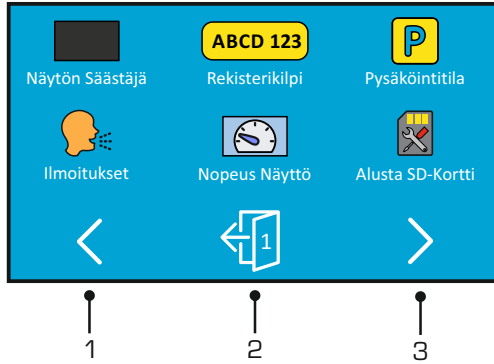 ABCD 123
P
Näytön Säästäjä
Rekisterikilpi
Pysäköintitila
Ilmoitukset
Nopeus Näyttö
Alusta SD-Kortti
1
1
2
3